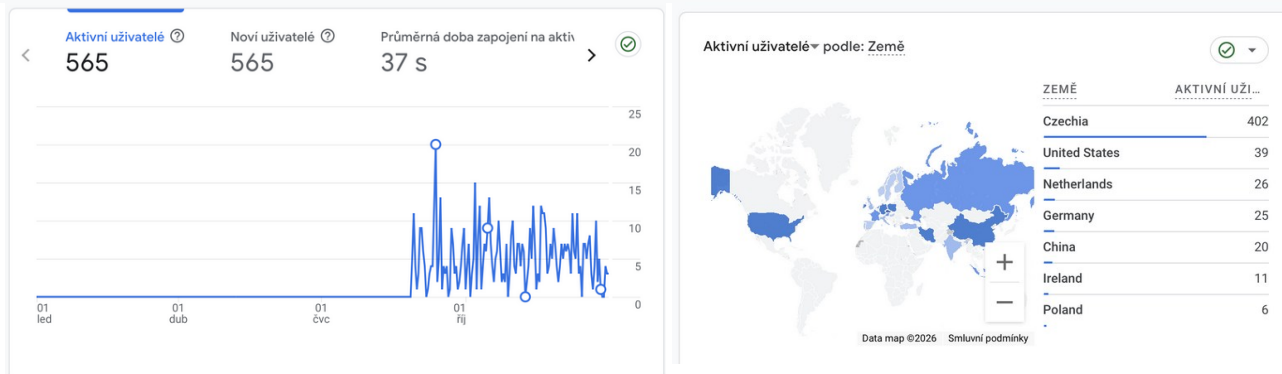 Aktivní uživatelé
565
Noví uživatelé
565
Průměrná doba zapojení na aktiv
37 s
25
20
15
10
5
0
01
led
01
dub
01
čvc
01
říj
Aktivní uživatelé podle: Země
ZEMĚ AKTIVNÍ UŽI...
Czechia 402
United States 39
Netherlands 26
Germany 25
China 20
Ireland 11
Poland 6
+
−
Data map ©2026 Smluvní podmínky